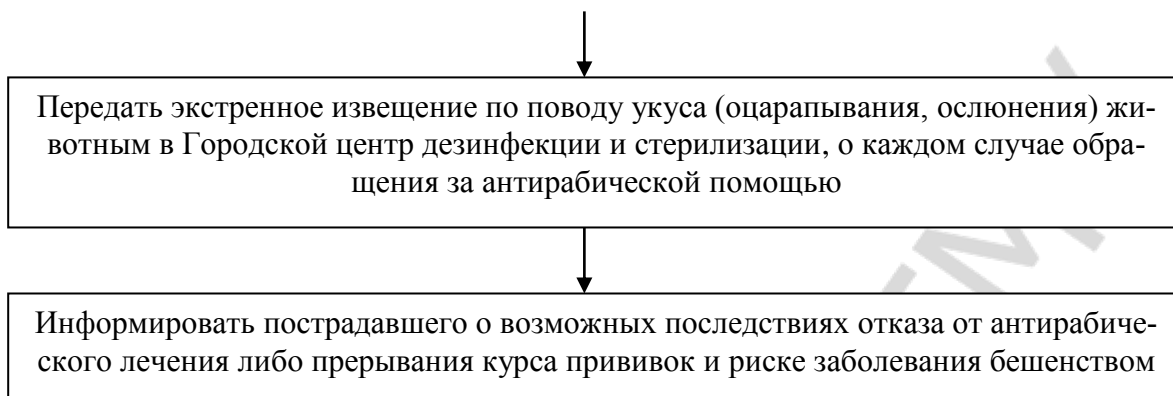 Передать экстренное извещение по поводу укуса (оцарапывания, ослюнения) жи-
вотным в Городской центр дезинфекции и стерилизации, о каждом случае обра-
щения за антирабической помощью
Информировать пострадавшего о возможных последствиях отказа от антирабиче-
ского лечения либо прерывания курса прививок и риске заболевания бешенством